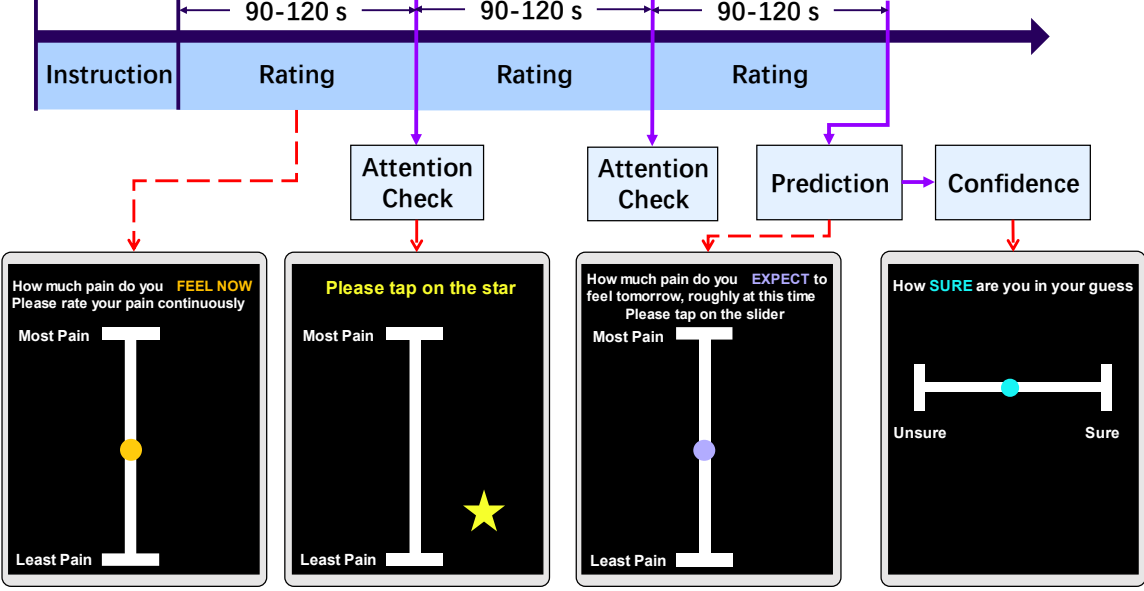 90-120 s
90-120 s
90-120 s
Instruction
Rating
Rating
Rating
Attention
Check
Attention
Check
Prediction
Confidence
How much pain do you FEEL NOW
Please rate your pain continuously
Most Pain
Least Pain
Please tap on the star
Most Pain
Least Pain
How much pain do you EXPECT to
feel tomorrow, roughly at this time
Please tap on the slider
Most Pain
Least Pain
How SURE are you in your guess
Unsure
Sure